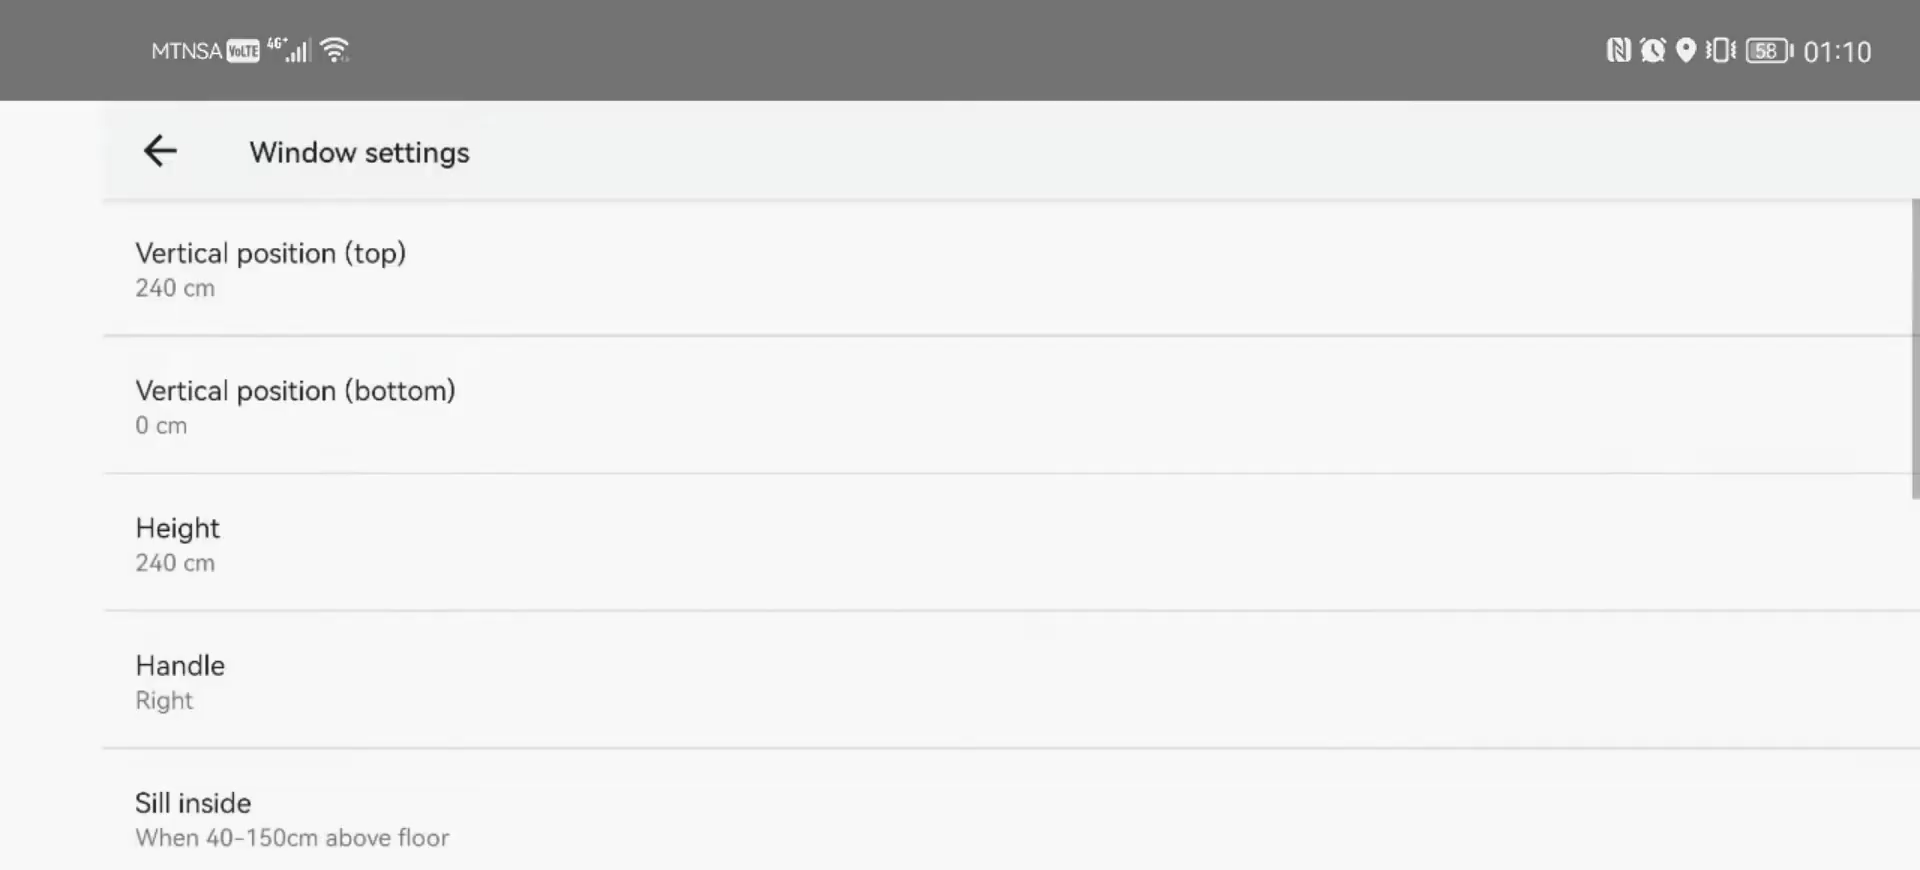 MTNSA VoLTE 4G+ 58 01:10
Window settings
Vertical position (top)
240 cm
Vertical position (bottom)
0 cm
Height
240 cm
Handle
Right
Sill inside
When 40-150cm above floor